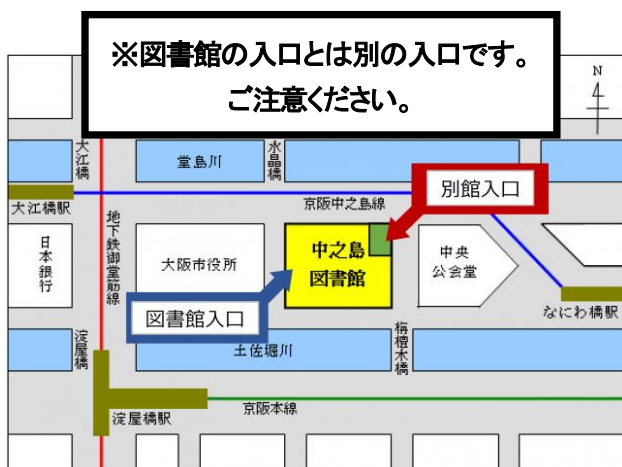 ※図書館の入口とは別の入口です。
ご注意ください。
N
大江橋
堂島川
水晶橋
別館入口
大江橋駅
京阪中之島線
地下鉄御堂筋線
日本銀行
大阪市役所
中之島
図書館
中央
公会堂
図書館入口
なにわ橋駅
淀屋橋
土佐堀川
栴檀木橋
京阪本線
淀屋橋駅